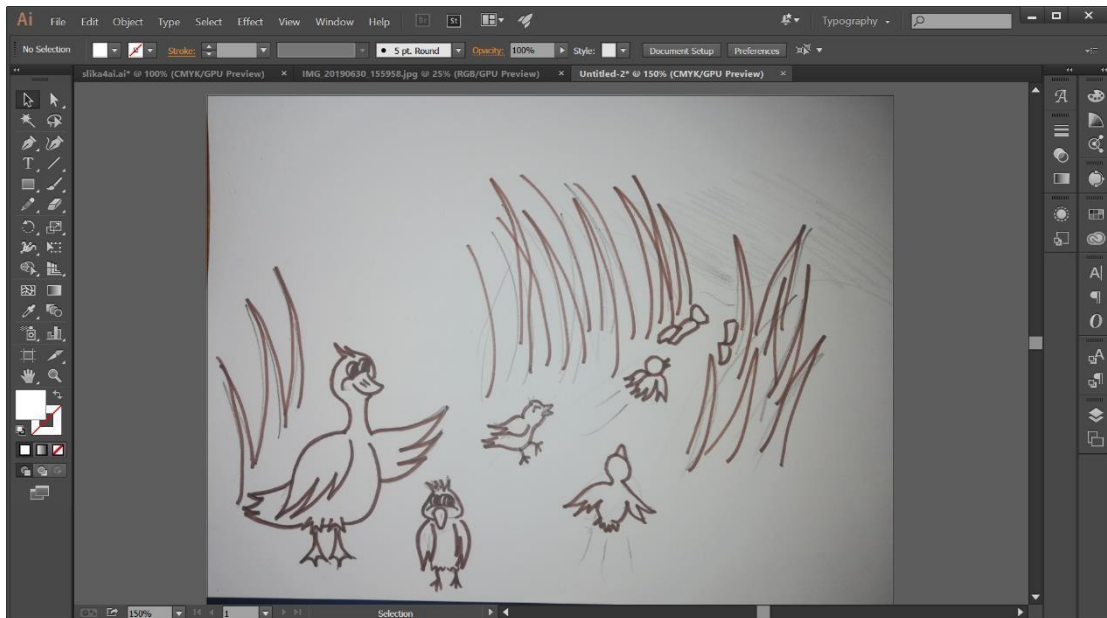 Ai File Edit Object Type Select Effect View Window Help Br St Typography
No Selection Stroke: 5 pt. Round Opacity: 100% Style: Document Setup Preferences
slika4ai.ai* @ 100% (CMYK/GPU Preview) × IMG_20190630_155958.jpg @ 25% (RGB/GPU Preview) × Untitled-2* @ 150% (CMYK/GPU Preview) ×
150% 1 Selection